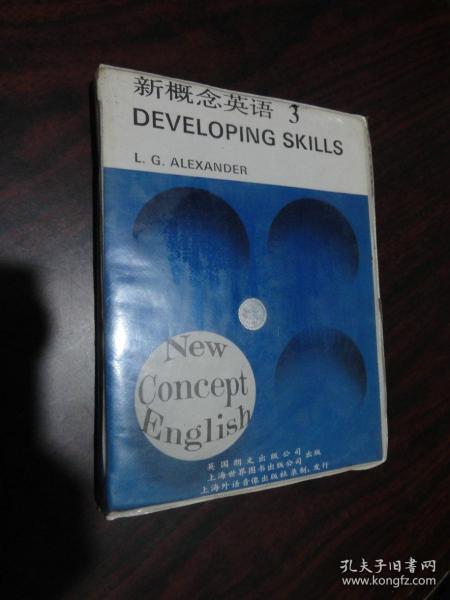 新概念英语 3
DEVELOPING SKILLS
L. G. ALEXANDER
New
Concept
English
英国朗文出版公司出版
上海世界图书出版公司
上海外语音像出版社录制，发行
孔夫子旧书网
www.kongfz.com